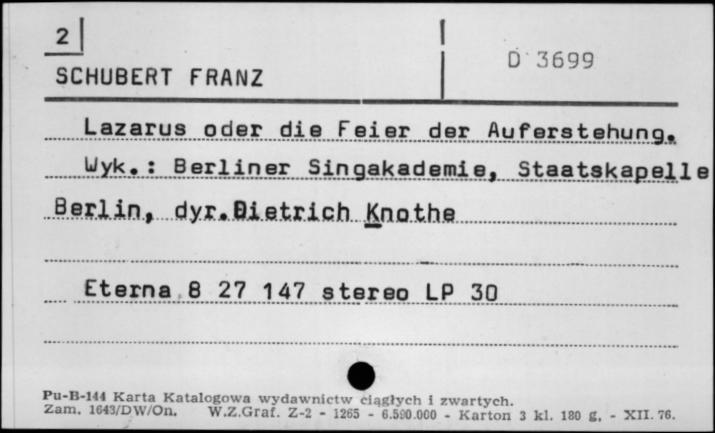 2
D 3699
SCHUBERT FRANZ
Lazarus oder die Feier der Auferstehung.
Wyk.: Berliner Singakademie, Staatskapelle
Berlin, dyr.Dietrich Knothe
Eterna 8 27 147 stereo LP 30
Pu-B-144 Karta Katalogowa wydawnictw ciągłych i zwartych.
Zam. 1643/DW/On. W.Z.Graf. Z-2 - 1265 - 6.500.000 - Karton 3 kl. 180 g. - XII. 76.